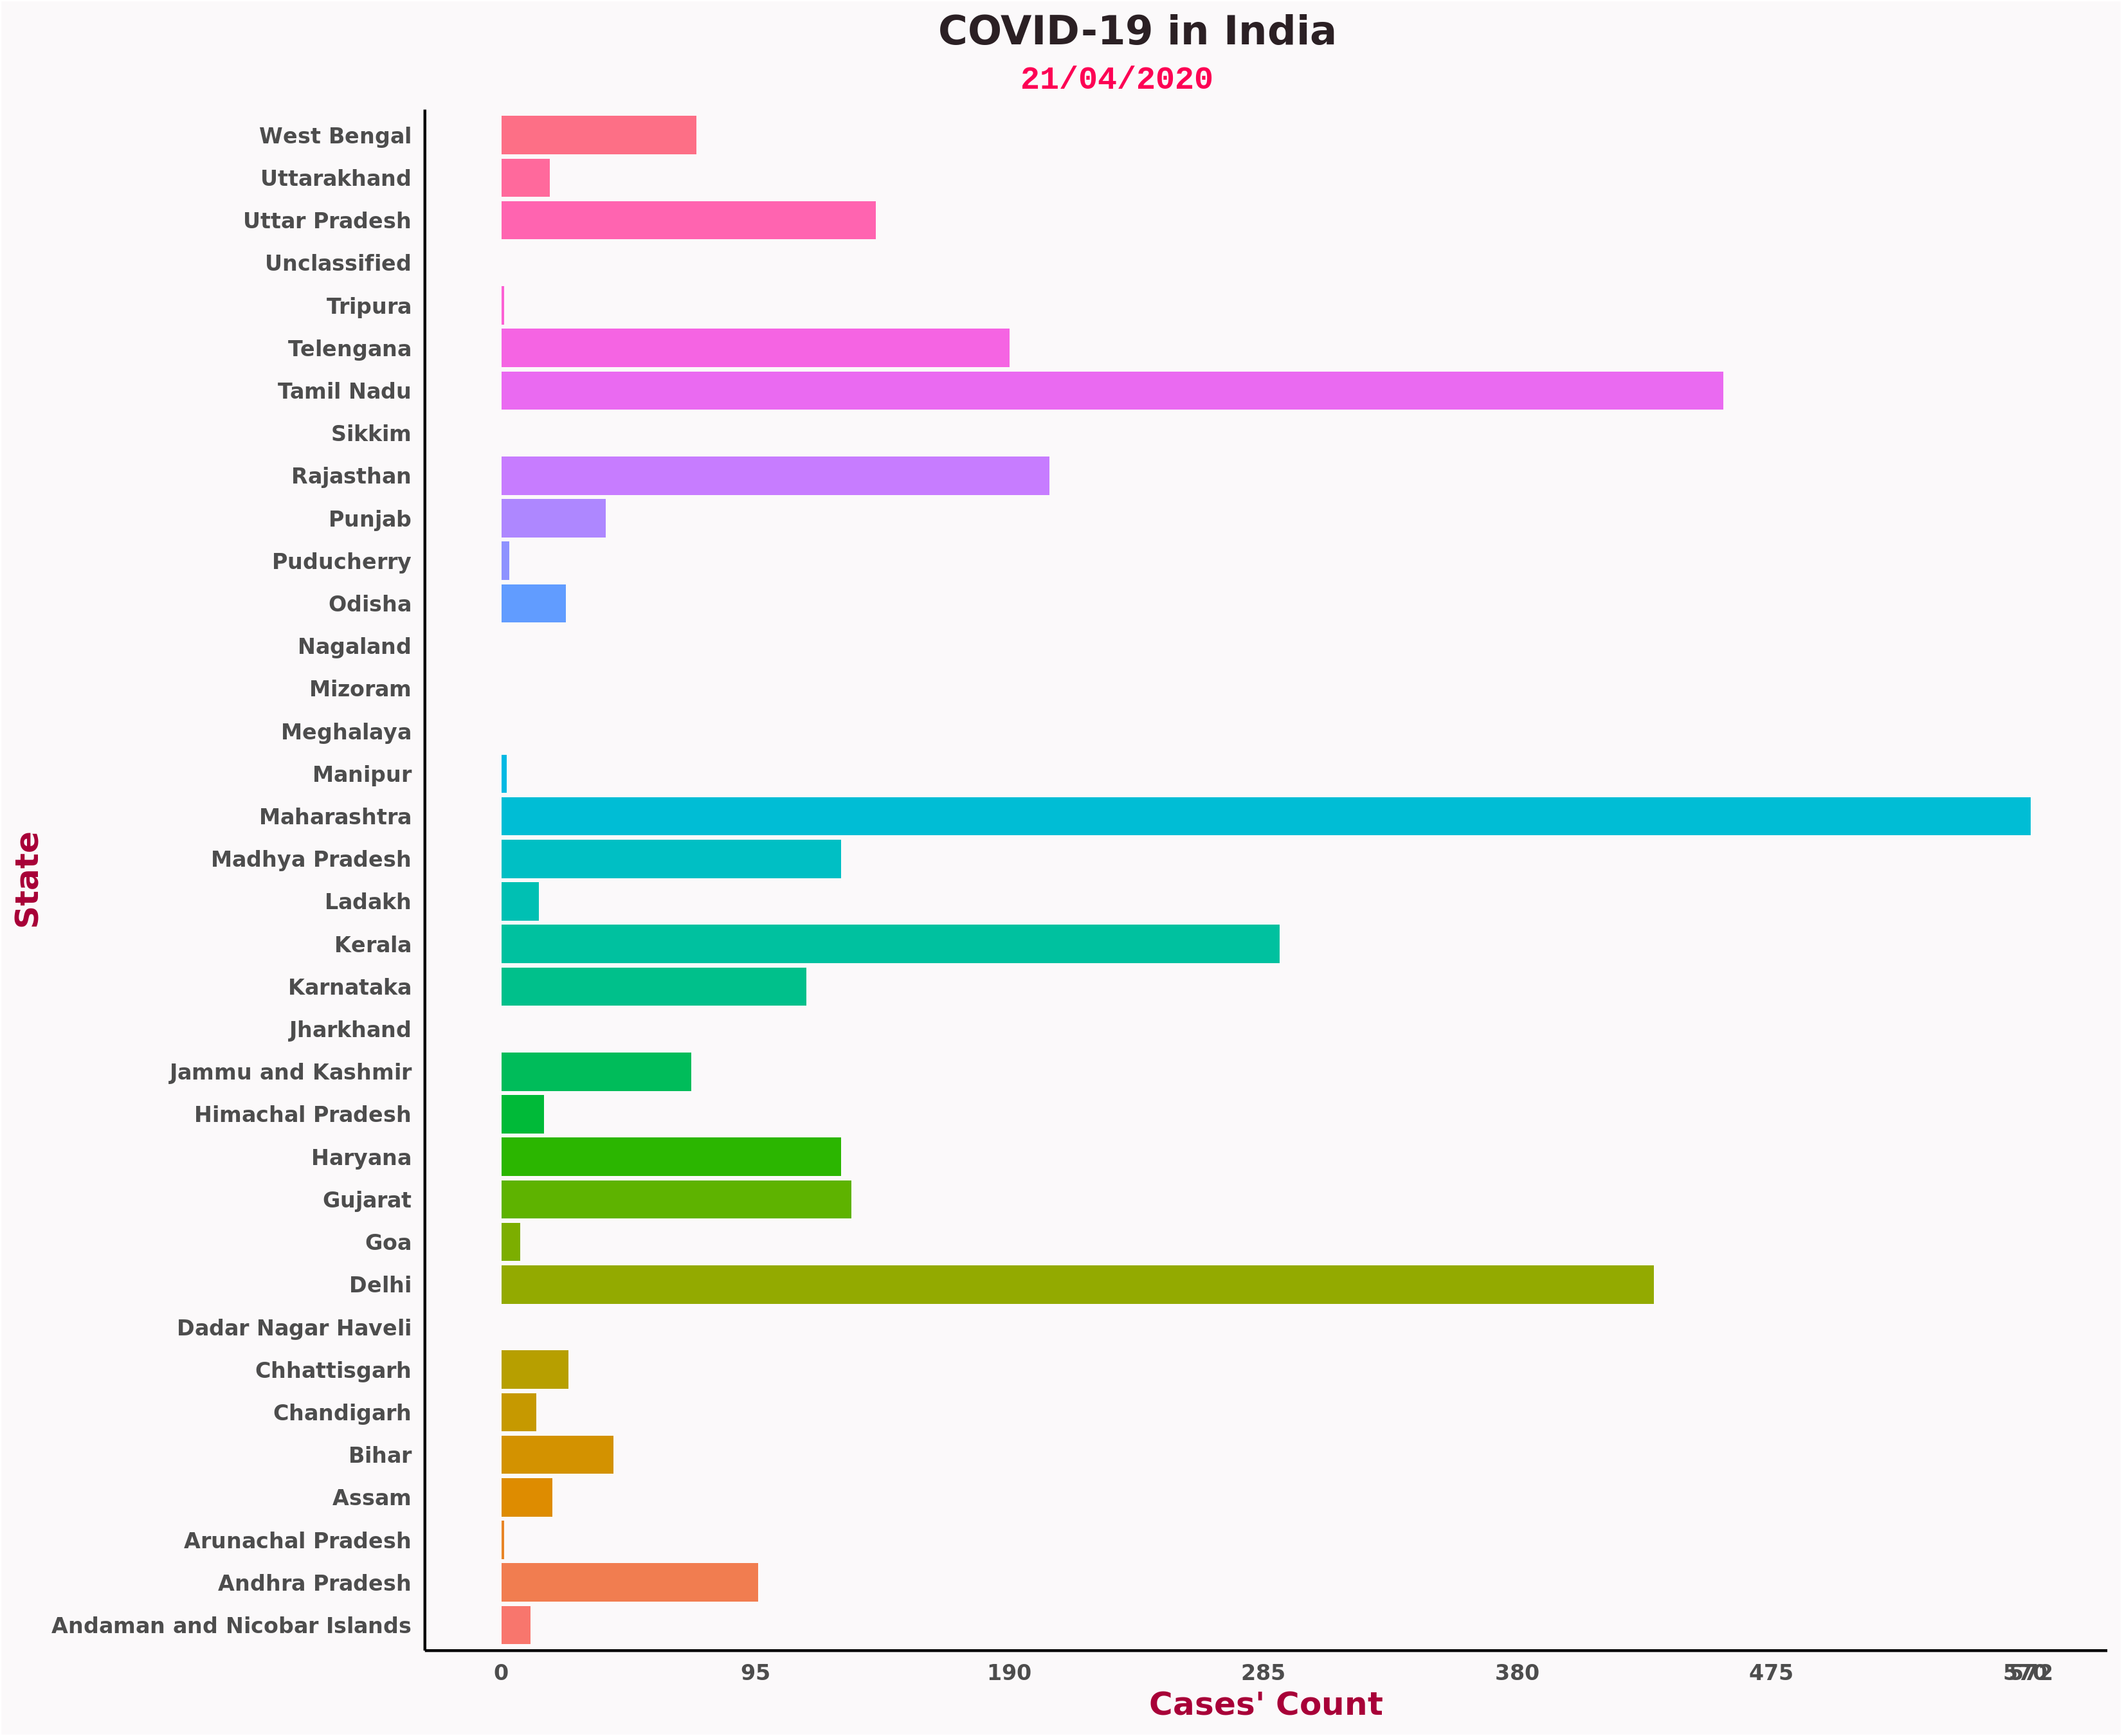 COVID-19 in India
21/04/2020
West Bengal
Uttarakhand
Uttar Pradesh
Unclassified
Tripura
Telengana
Tamil Nadu
Sikkim
Rajasthan
Punjab
Puducherry
Odisha
Nagaland
Mizoram
Meghalaya
Manipur
Maharashtra
Madhya Pradesh
Ladakh
Kerala
Karnataka
Jharkhand
Jammu and Kashmir
Himachal Pradesh
Haryana
Gujarat
Goa
Delhi
Dadar Nagar Haveli
Chhattisgarh
Chandigarh
Bihar
Assam
Arunachal Pradesh
Andhra Pradesh
Andaman and Nicobar Islands
State
0 95 190 285 380 475 570 572
Cases' Count